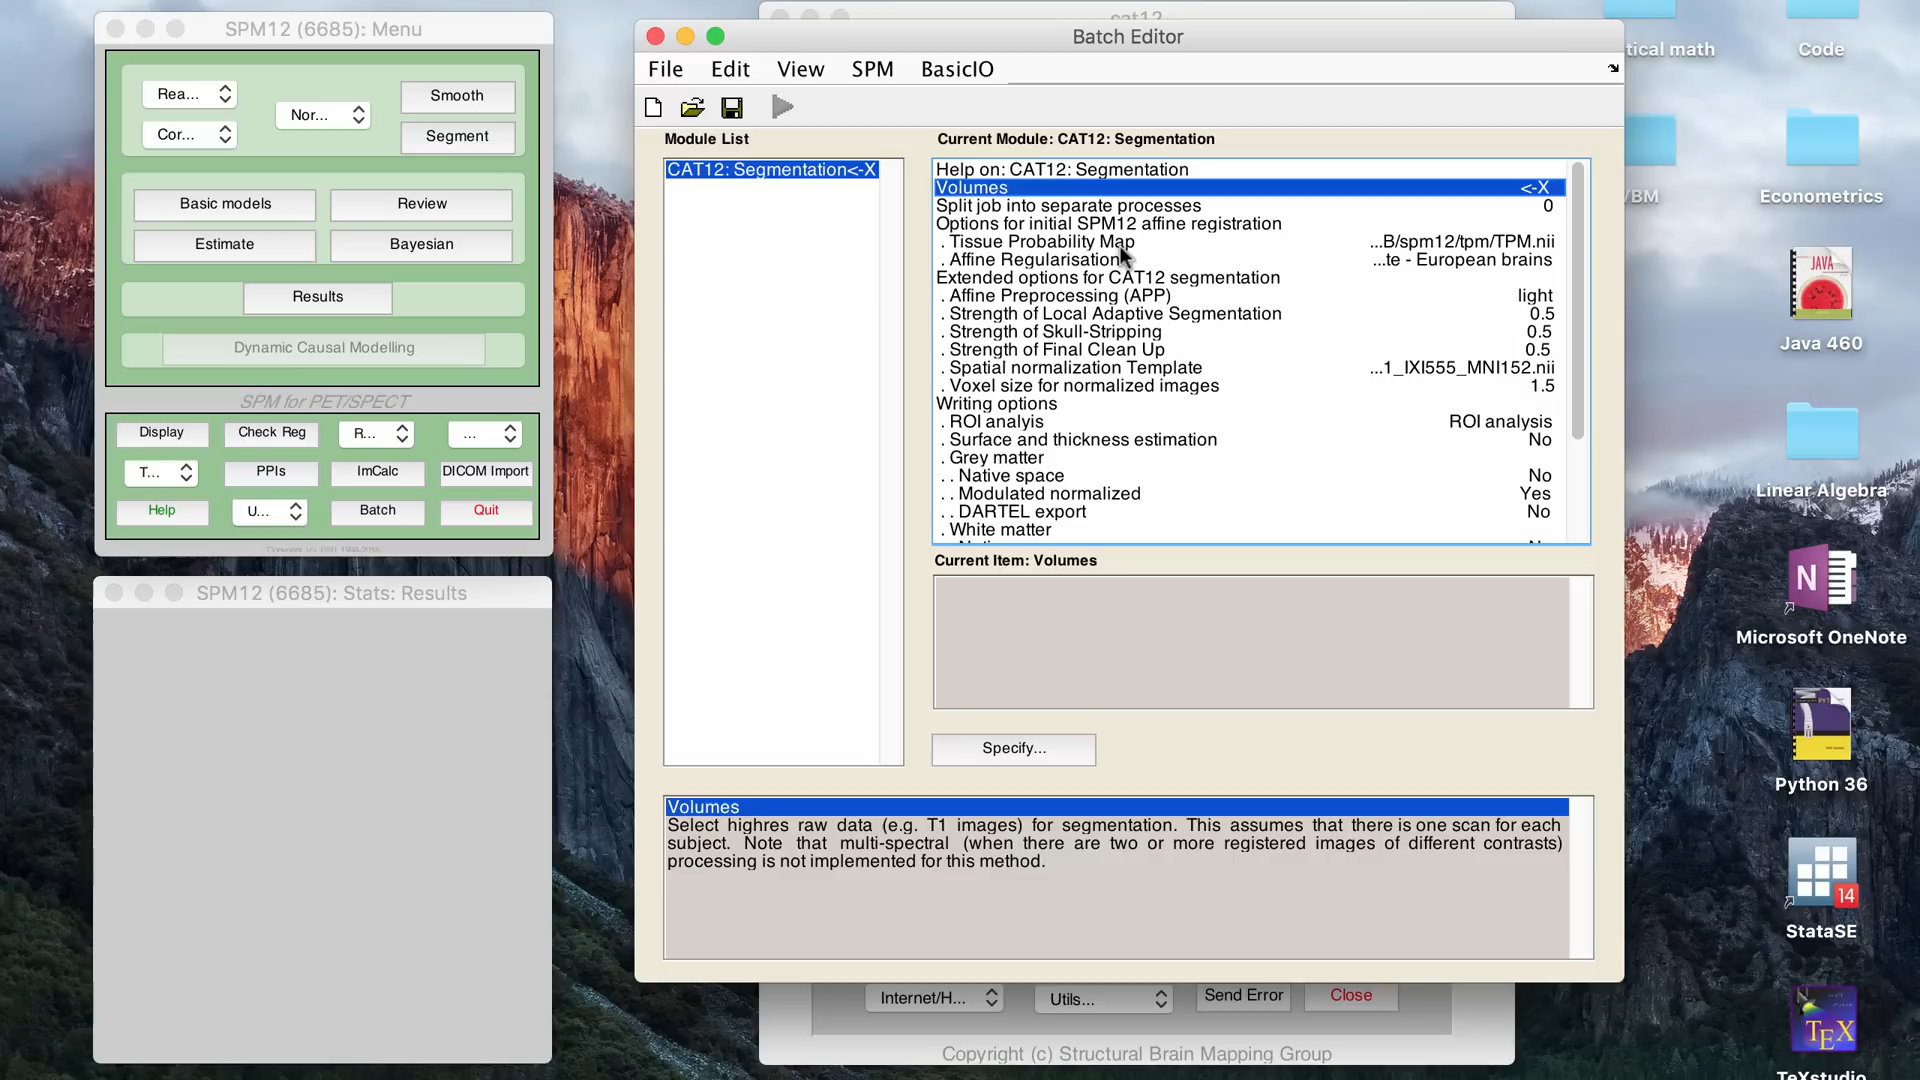 SPM12 (6685): Menu
Rea...
Cor...
Nor...
Smooth
Segment
Basic models
Review
Estimate
Bayesian
Results
Dynamic Causal Modelling
SPM for PET/SPECT
Display
Check Reg
R...
...
T...
PPIs
ImCalc
DICOM Import
Help
U...
Batch
Quit
SPM12 (6685): Stats: Results
cat12
Batch Editor
File Edit View SPM BasicIO
Module List
CAT12: Segmentation<-X
Current Module: CAT12: Segmentation
Help on: CAT12: Segmentation
Volumes <-X
Split job into separate processes 0
Options for initial SPM12 affine registration
. Tissue Probability Map ...B/spm12/tpm/TPM.nii
. Affine Regularisation ...te - European brains
Extended options for CAT12 segmentation
. Affine Preprocessing (APP) light
. Strength of Local Adaptive Segmentation 0.5
. Strength of Skull-Stripping 0.5
. Strength of Final Clean Up 0.5
. Spatial normalization Template ...1_IXI555_MNI152.nii
. Voxel size for normalized images 1.5
Writing options
. ROI analyis ROI analysis
. Surface and thickness estimation No
. Grey matter
. . Native space No
. . Modulated normalized Yes
. . DARTEL export No
. White matter
Current Item: Volumes
Specify...
Volumes
Select highres raw data (e.g. T1 images) for segmentation. This assumes that there is one scan for each
subject. Note that multi-spectral (when there are two or more registered images of different contrasts)
processing is not implemented for this method.
Internet/H...
Utils...
Send Error
Close
Copyright (c) Structural Brain Mapping Group
tical math
Code
VBM
Econometrics
JAVA
Java 460
Linear Algebra
N
Microsoft OneNote
Python 36
14
StataSE
TEX
TeXstudio